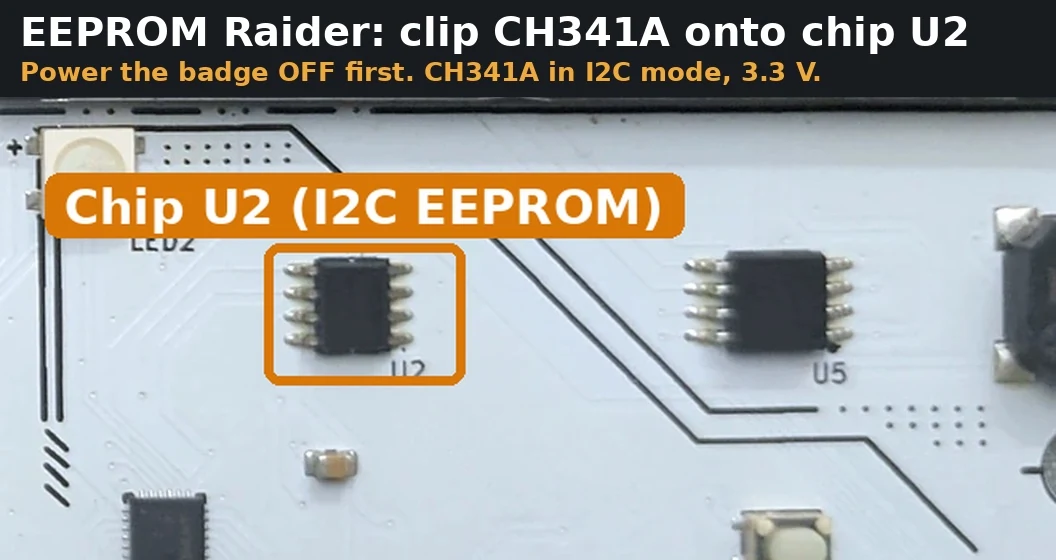 EEPROM Raider: clip CH341A onto chip U2
Power the badge OFF first. CH341A in I2C mode, 3.3 V.
+
Chip U2 (I2C EEPROM)
LED2
U2
U5